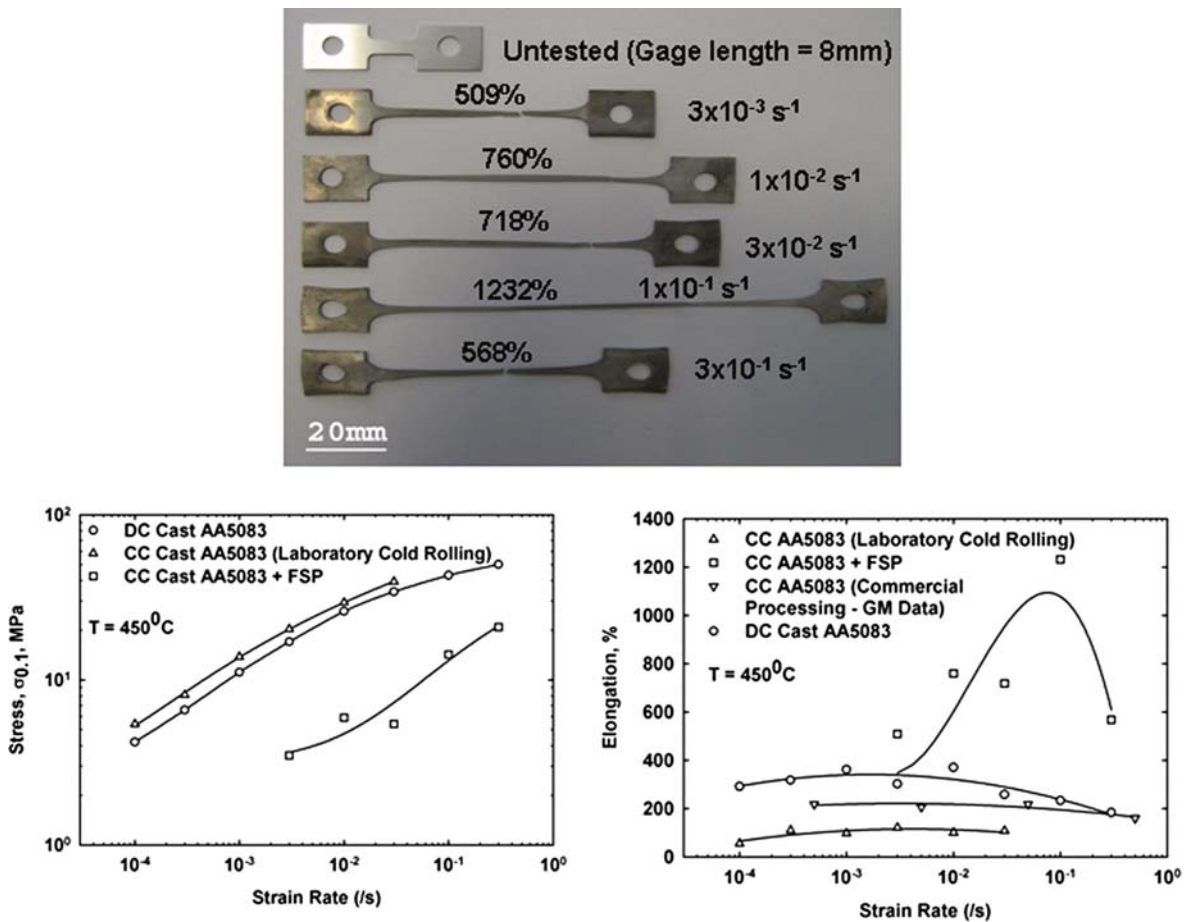 Untested (Gage length = 8mm)
509%
3x10⁻³ s⁻¹
760%
1x10⁻² s⁻¹
718%
3x10⁻² s⁻¹
1232%
1x10⁻¹ s⁻¹
568%
3x10⁻¹ s⁻¹
20mm
10²
10¹
10⁰
Stress, σ0.1, MPa
DC Cast AA5083
CC Cast AA5083 (Laboratory Cold Rolling)
CC Cast AA5083 + FSP
T = 450⁰C
10⁻⁴
10⁻³
10⁻²
10⁻¹
10⁰
Strain Rate (/s)
1400
1200
1000
800
600
400
200
0
Elongation, %
CC AA5083 (Laboratory Cold Rolling)
CC AA5083 + FSP
CC AA5083 (Commercial
Processing - GM Data)
DC Cast AA5083
T = 450⁰C
10⁻⁴
10⁻³
10⁻²
10⁻¹
10⁰
Strain Rate (/s)